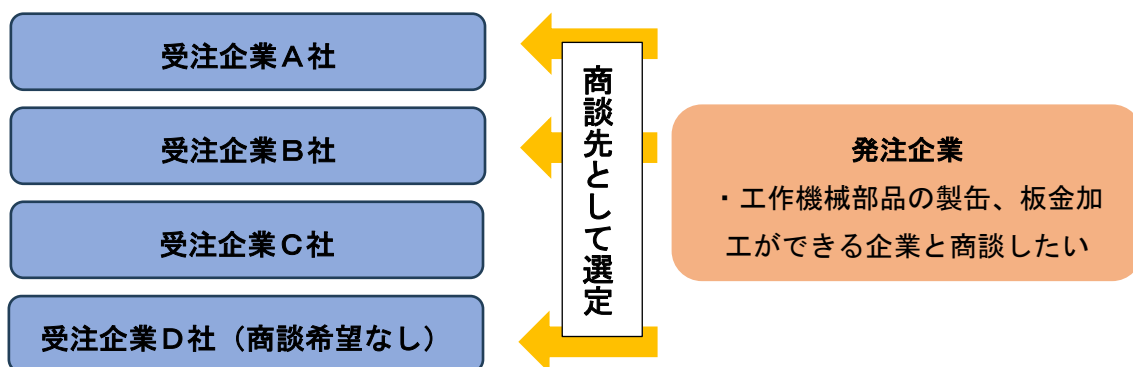 受注企業A社
受注企業B社
受注企業C社
受注企業D社（商談希望なし）
商談先として選定
発注企業
・工作機械部品の製缶、板金加
工ができる企業と商談したい